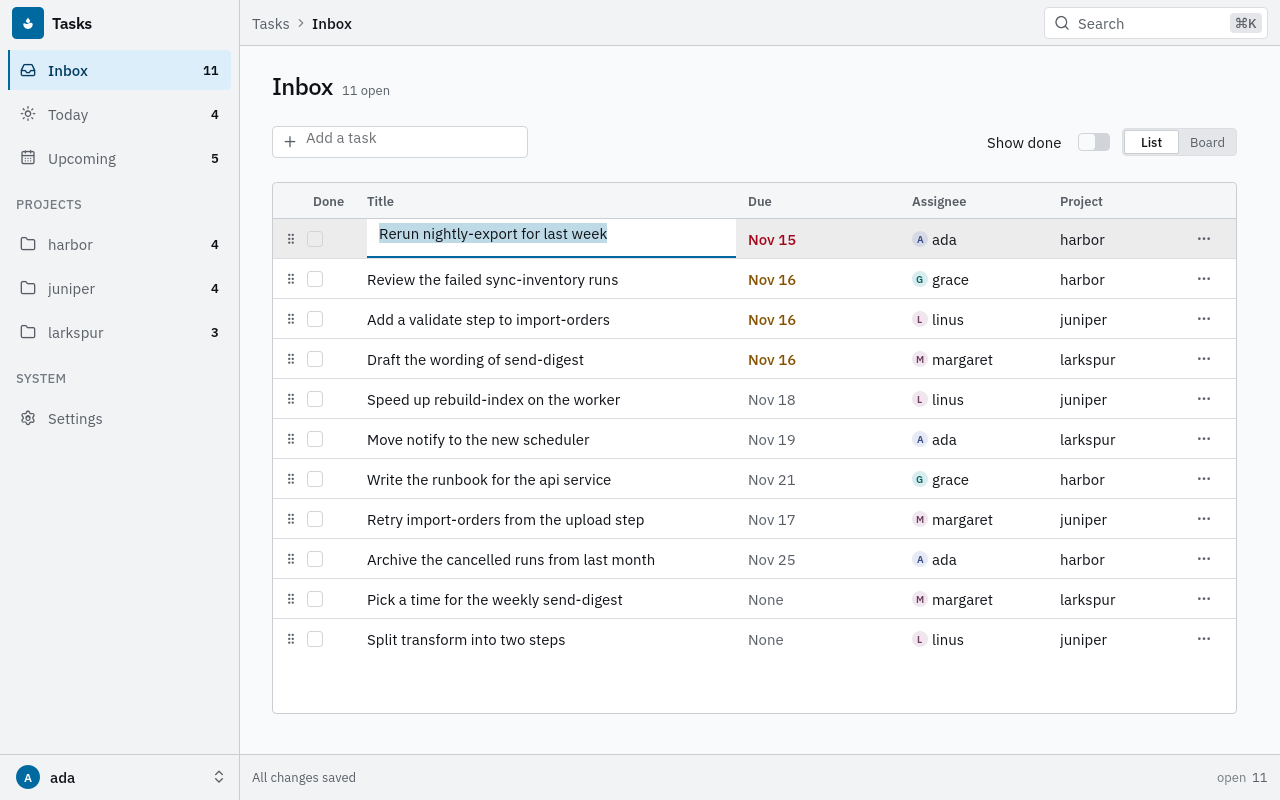 Tasks
Inbox 11
Today 4
Upcoming 5
PROJECTS
harbor 4
juniper 4
larkspur 3
SYSTEM
Settings
A ada
Tasks Inbox
Search ⌘K
Inbox 11 open
Add a task
Show done List Board
Done Title Due Assignee Project
Rerun nightly-export for last week Nov 15 A ada harbor
Review the failed sync-inventory runs Nov 16 G grace harbor
Add a validate step to import-orders Nov 16 L linus juniper
Draft the wording of send-digest Nov 16 M margaret larkspur
Speed up rebuild-index on the worker Nov 18 L linus juniper
Move notify to the new scheduler Nov 19 A ada larkspur
Write the runbook for the api service Nov 21 G grace harbor
Retry import-orders from the upload step Nov 17 M margaret juniper
Archive the cancelled runs from last month Nov 25 A ada harbor
Pick a time for the weekly send-digest None M margaret larkspur
Split transform into two steps None L linus juniper
All changes saved open 11